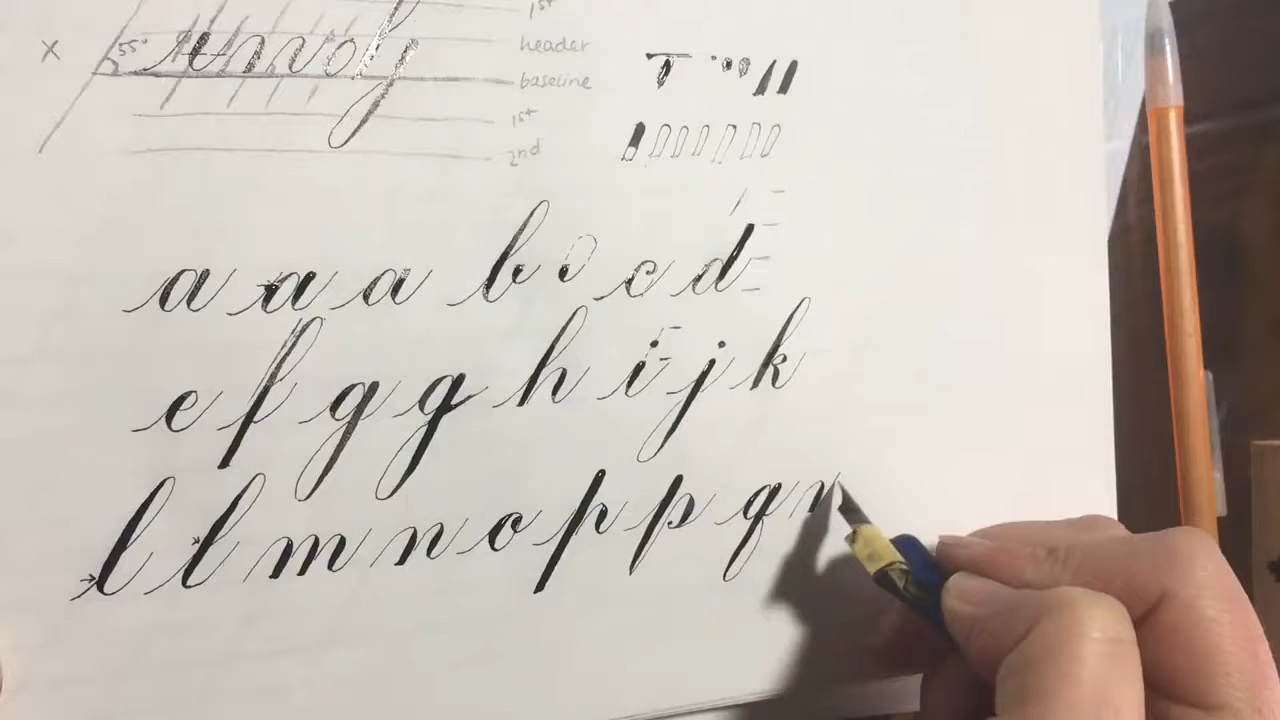 1st
header
x 55° baseline
1st
2nd
a a a b c d
e f g g h i j k
l l m n o p p q r